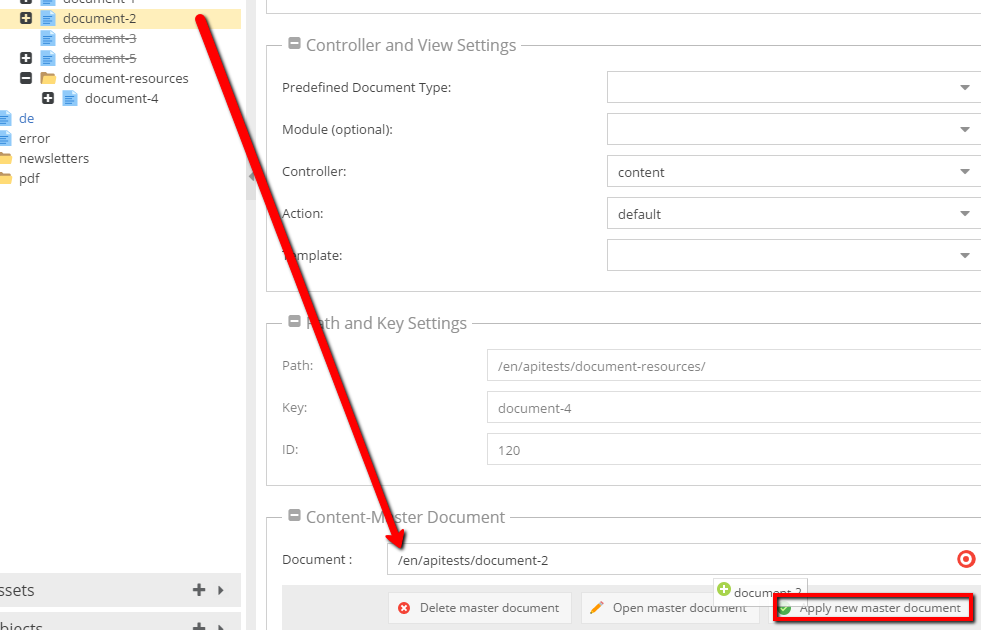 document-1
document-2
document-3
document-5
document-resources
document-4
de
error
newsletters
pdf
ssets
bjects
Controller and View Settings
Predefined Document Type:
Module (optional):
Controller:
content
Action:
default
Template:
Path and Key Settings
Path:
/en/apitests/document-resources/
Key:
document-4
ID:
120
Content-Master Document
Document :
/en/apitests/document-2
document-2
Delete master document
Open master document
Apply new master document